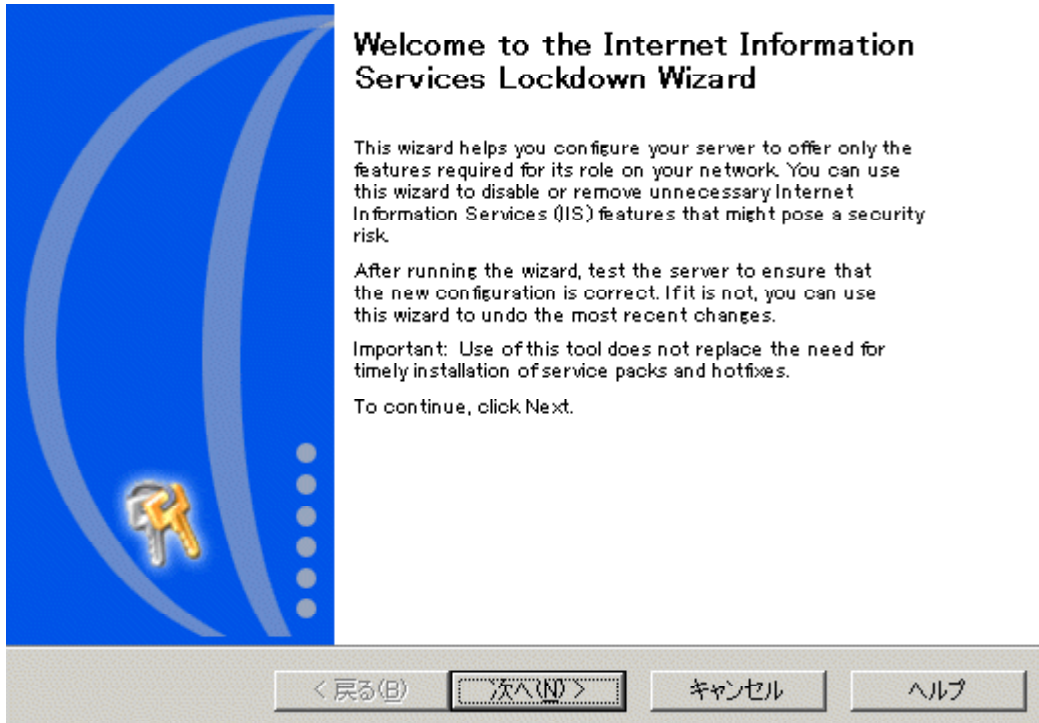 Welcome to the Internet Information
Services Lockdown Wizard
This wizard helps you configure your server to offer only the
features required for its role on your network. You can use
this wizard to disable or remove unnecessary Internet
Information Services (IIS) features that might pose a security
risk.
After running the wizard, test the server to ensure that
the new configuration is correct. If it is not, you can use
this wizard to undo the most recent changes.
Important: Use of this tool does not replace the need for
timely installation of service packs and hotfixes.
To continue, click Next.
< 戻る(B)
次へ(N) >
キャンセル
ヘルプ